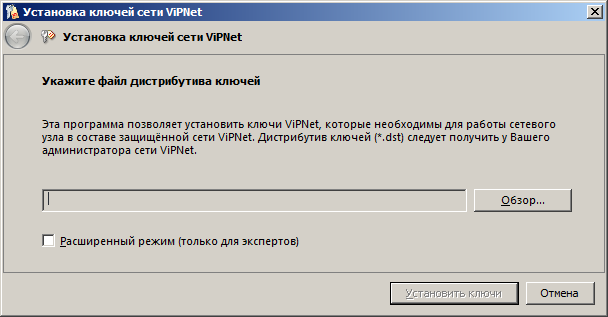 Установка ключей сети ViPNet
Установка ключей сети ViPNet
Укажите файл дистрибутива ключей
Эта программа позволяет установить ключи ViPNet, которые необходимы для работы сетевого
узла в составе защищённой сети ViPNet. Дистрибутив ключей (*.dst) следует получить у Вашего
администратора сети ViPNet.
Обзор...
Расширенный режим (только для экспертов)
Установить ключи
Отмена